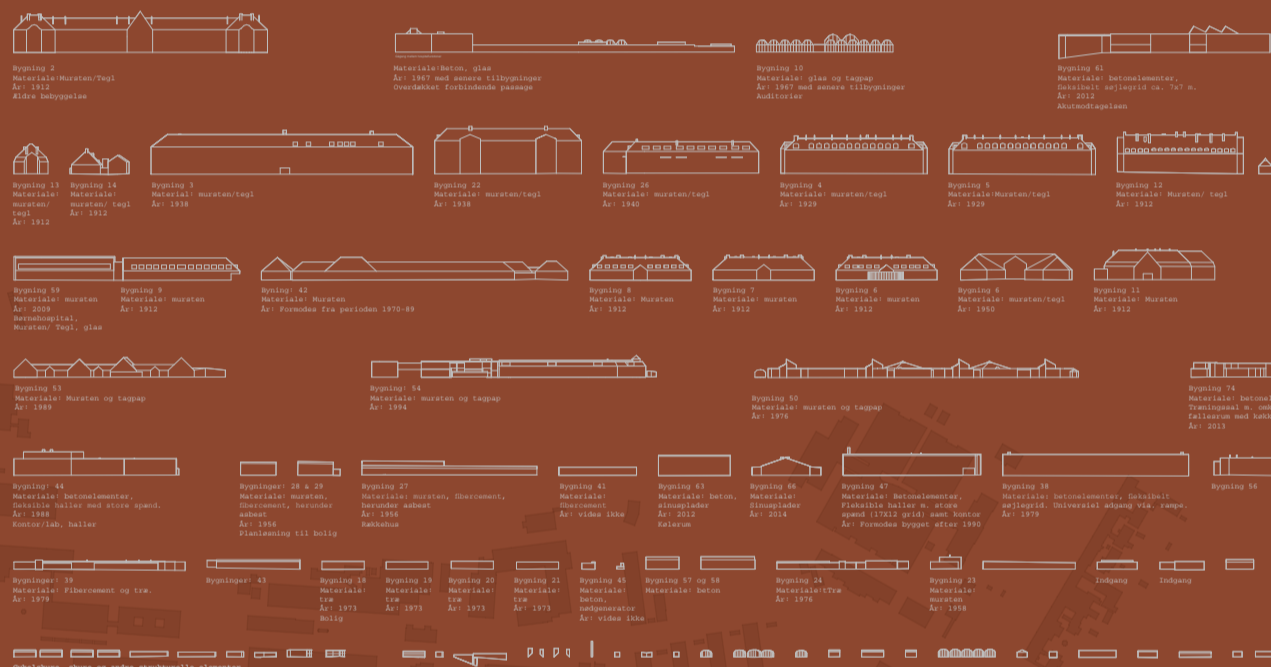 Bygning 2
Materiale:Mursten/Tegl
År: 1912
Ældre bebyggelse
Materiale:Beton, glas
År: 1967 med senere tilbygninger
Overdækket forbindende passage
Bygning 10
Materiale: glas og tagpap
År: 1967 med senere tilbygninger
Auditorier
Bygning 81
Materiale: betonelementer,
fleksibelt søjlegrid ca. 7x7 m.
År: 2012
Akutmodtagelsen
Bygning 13
Materiale:
mursten/
tegl
År: 1912
Bygning 14
Materiale:
mursten/ tegl
År: 1912
Bygning 3
Material: mursten/tegl
År: 1938
Bygning 22
Materiale: mursten/tegl
År: 1938
Bygning 26
Materiale: mursten/tegl
År: 1940
Bygning 4
Materiale: mursten/tegl
År: 1929
Bygning 5
Materiale:Mursten/tegl
År: 1929
Bygning 12
Materiale:Mursten/ tegl
År: 1912
Bygning 59
Materiale: mursten
År: 2009
Børnehospital,
Mursten/ Tegl, glas
Bygning 9
Materiale: mursten
År: 1912
Byning: 42
Materiale: Mursten
År: Formodes fra perioden 1970-89
Bygning 8
Materiale: Mursten
År: 1912
Bygning 7
Materiale: mursten
År: 1912
Bygning 6
Materiale: mursten
År: 1912
Bygning 6
Materiale: mursten/tegl
År: 1950
Bygning 11
Materiale: Mursten
År: 1912
Bygning 53
Materiale: Mursten og tagpap
År: 1989
Bygning: 54
Materiale: mursten og tagpap
År: 1994
Bygning 50
Materiale: mursten og tagpap
År: 1976
Bygning 74
Materiale: betonel
Træningssal m. omk
fællesrum med køkk
År: 2013
Bygning: 44
Materiale: betonelementer,
fleksible haller med store spænd.
År: 1988
Kontor/lab, haller
Bygninger: 28 & 29
Materiale: mursten,
fibercement, herunder
asbest
År: 1956
Planløsning til bolig
Bygning 27
Materiale: mursten, fibercement,
herunder asbest
År: 1956
Rækkehus
Bygning 41
Materiale:
fibercement
År: vides ikke
Bygning 63
Materiale: beton,
sinusplader
År: 2012
Kølerum
Bygning 66
Materiale:
Sinusplader
År: 2014
Bygning 47
Materiale: Betonelementer,
Fleksible haller m. store
spænd (17X12 grid) samt kontor
År: Formodes bygget efter 1990
Bygning 38
Materiale: betonelementer, fleksibelt
søjlegrid. Universiel adgang via. rampe.
År: 1979
Bygning 56
Bygninger: 39
Materiale: Fibercement og træ.
År: 1979
Bygninger: 43
Bygning 18
Materiale:
træ
År: 1973
Bolig
Bygning 19
Materiale:
træ
År: 1973
Bygning 20
Materiale:
træ
År: 1973
Bygning 21
Materiale:
træ
År: 1973
Bygning 45
Materiale:
beton,
nødgenerator
År: vides ikke
Bygning 57 og 58
Materiale: beton
Bygning 24
Materiale:tTræ
År: 1976
Bygning 23
Materiale:
mursten
År: 1958
Indgang
Indgang